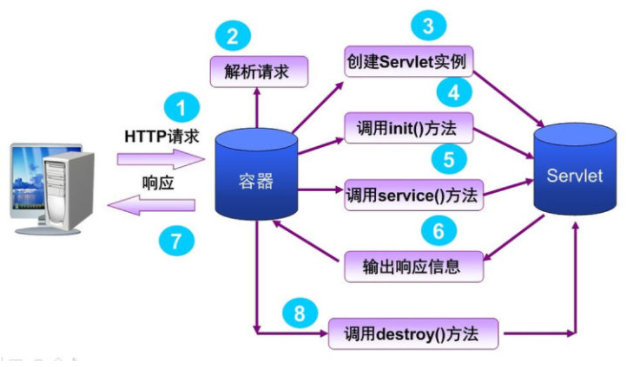 1
HTTP请求
响应
7
2
解析请求
容器
3
创建Servlet实例
4
调用init()方法
5
调用service()方法
6
输出响应信息
8
调用destroy()方法
Servlet